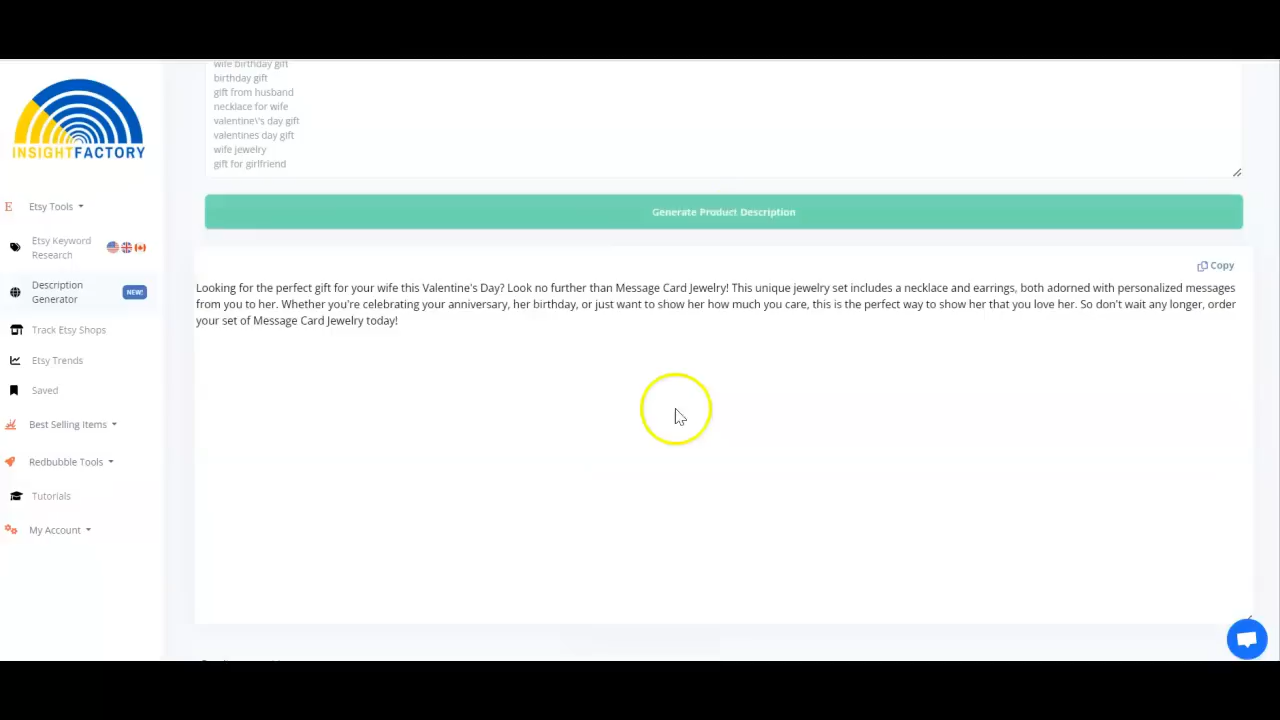 INSIGHTFACTORY
E Etsy Tools
Etsy Keyword
Research
Description
Generator
NEW!
Track Etsy Shops
Etsy Trends
Saved
Best Selling Items
Redbubble Tools
Tutorials
My Account
wife birthday gift
birthday gift
gift from husband
necklace for wife
valentine\'s day gift
valentines day gift
wife jewelry
gift for girlfriend
Generate Product Description
Copy
Looking for the perfect gift for your wife this Valentine's Day? Look no further than Message Card Jewelry! This unique jewelry set includes a necklace and earrings, both adorned with personalized messages
from you to her. Whether you're celebrating your anniversary, her birthday, or just want to show her how much you care, this is the perfect way to show her that you love her. So don't wait any longer, order
your set of Message Card Jewelry today!